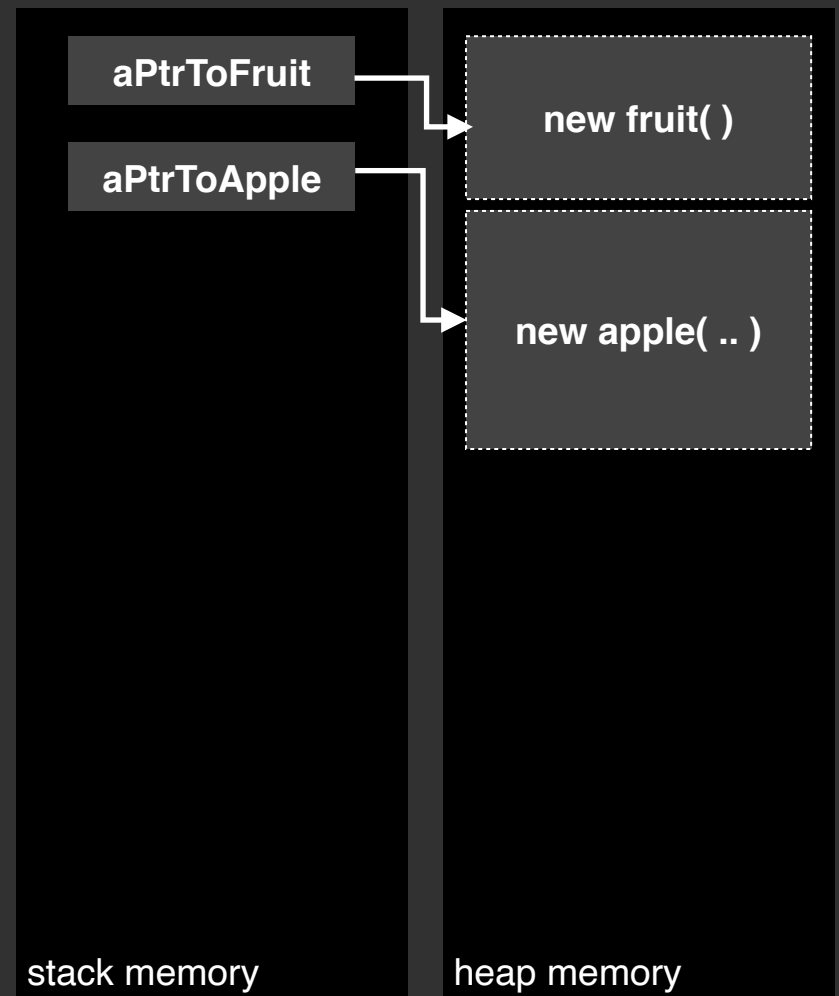 aPtrToFruit
aPtrToApple
new fruit( )
new apple( .. )
stack memory
heap memory